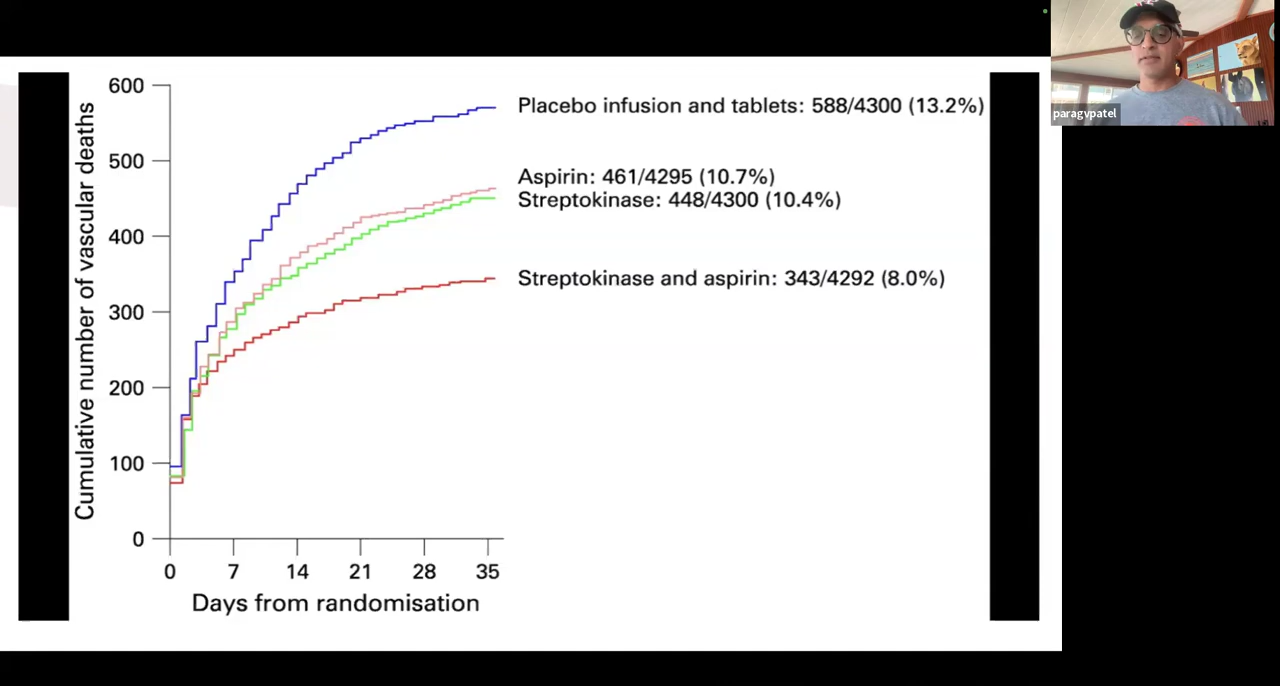 600
500
400
300
200
100
0
Cumulative number of vascular deaths
0 7 14 21 28 35
Days from randomisation
Placebo infusion and tablets: 588/4300 (13.2%)
Aspirin: 461/4295 (10.7%)
Streptokinase: 448/4300 (10.4%)
Streptokinase and aspirin: 343/4292 (8.0%)
paragvpatel